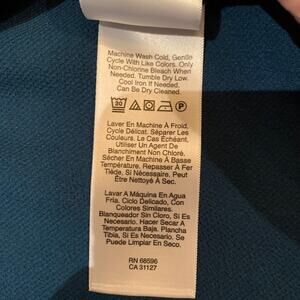 Machine Wash Cold, Gentle
Cycle With Like Colors. Only
Non-Chlorine Bleach When
Needed. Tumble Dry Low.
Cool Iron If Needed.
Can Be Dry Cleaned.
30 P
Laver En Machine À Froid,
Cycle Délicat. Séparer Les
Couleurs. Le Cas Échéant,
Utiliser Un Agent De
Blanchiment Non Chloré.
Sécher En Machine À Basse
Température. Repasser À Fer
Tiède, Si Nécessaire. Peut
Être Nettoyé À Sec.
Lavar A Máquina En Agua
Fría. Ciclo Delicado, Con
Colores Similares.
Blanqueador Sin Cloro, Si Es
Necesario. Hacer Secar A
Temperatura Baja. Plancha
Tibia, Si Es Necesario. Se
Puede Limpiar En Seco.
RN 68596
CA 31127